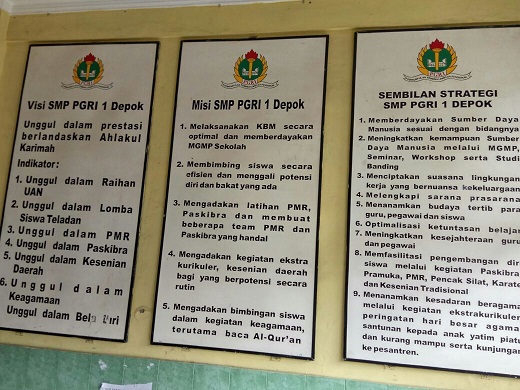 Visi SMP PGRI 1 Depok
Unggul dalam prestasi
berlandaskan Ahlakul
Karimah
Indikator:
1. Unggul dalam Raihan
UAN
2. Unggul dalam Lomba
Siswa Teladan
3. Unggul dalam PMR
4. Unggul dalam Paskibra
5. Unggul dalam Kesenian
Daerah
6. Unggul dalam
Keagamaan
Unggul dalam Bela Diri
Misi SMP PGRI 1 Depok
1. Melaksanakan KBM secara
optimal dan memberdayakan
MGMP Sekolah
2. Membimbing siswa secara
efisien dan menggali potensi
diri dan bakat yang ada
3. Mengadakan latihan PMR,
Paskibra dan membuat
beberapa team PMR dan
Paskibra yang handal
4. Mengadakan kegiatan ekstra
kurikuler, kesenian daerah
bagi yang berpotensi secara
rutin
5. Mengadakan bimbingan siswa
dalam kegiatan keagamaan,
terutama baca Al-Qur'an
PGRI
SEMBILAN STRATEGI
SMP PGRI 1 DEPOK
1. Memberdayakan Sumber Daya
Manusia sesuai dengan bidangnya
2. Meningkatkan kemampuan Sumber
Daya Manusia melalui MGMP,
Seminar, Workshop serta Studi
Banding
3. Menciptakan suasana lingkungan
kerja yang bernuansa kekeluargaan
4. Melengkapi sarana prasarana
5. Menanamkan budaya tertib para
guru, pegawai dan siswa
6. Optimalisasi ketuntasan belajar
7. Meningkatkan kesejahteraan guru
dan pegawai
8. Memfasilitasi pengembangan diri
siswa melalui kegiatan Paskibra,
Pramuka, PMR, Pencak Silat, Karate
dan Kesenian Tradisional
9. Menanamkan kesadaran beragama
melalui kegiatan ekstrakurikuler
peringatan hari besar agama,
santunan kepada anak yatim piatu
dan kurang mampu serta kunjungan
ke pesantren.